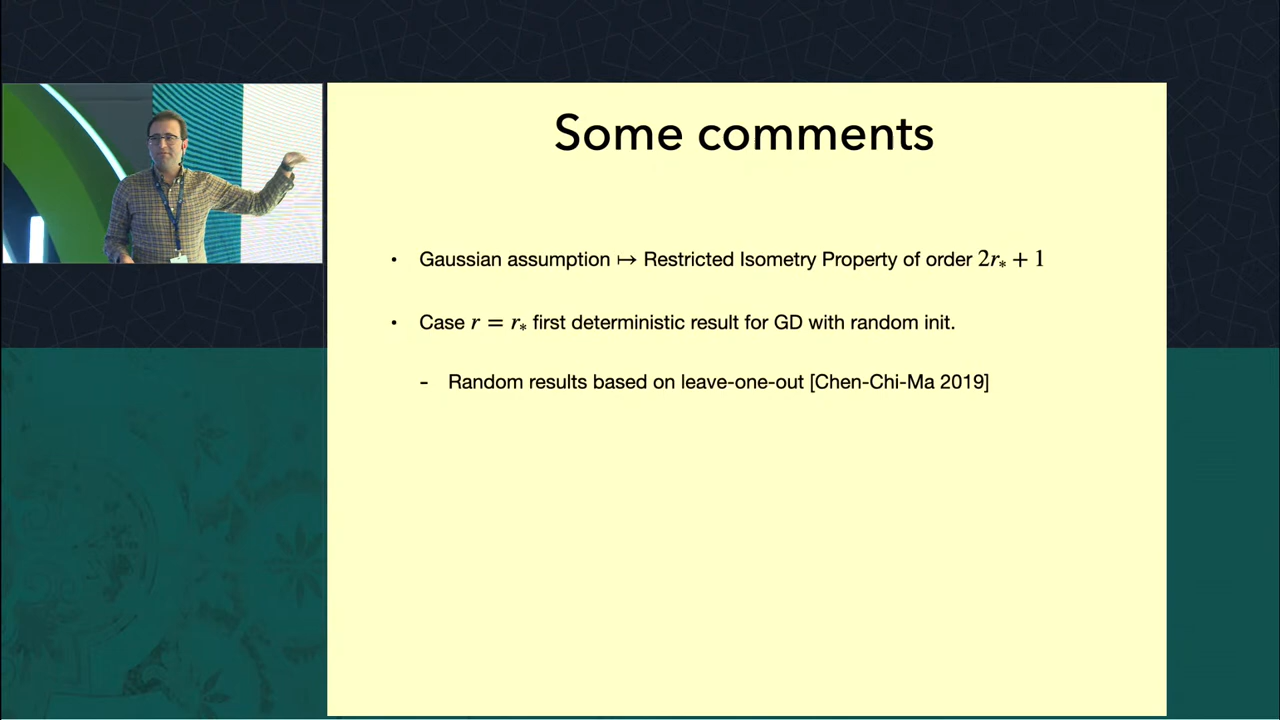 Some comments
• Gaussian assumption ↦ Restricted Isometry Property of order 2r* + 1
• Case r = r* first deterministic result for GD with random init.
- Random results based on leave-one-out [Chen-Chi-Ma 2019]